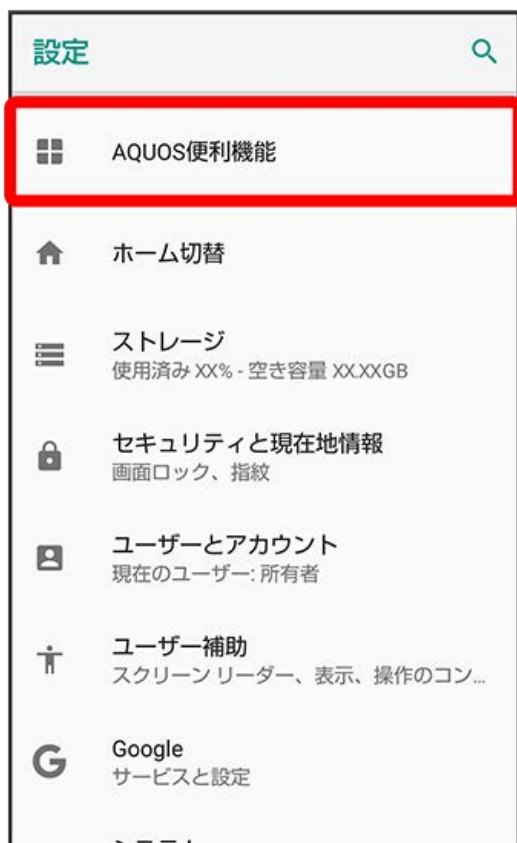 設定
AQUOS便利機能
ホーム切替
ストレージ
使用済み XX% - 空き容量 XX.XXGB
セキュリティと現在地情報
画面ロック、指紋
ユーザーとアカウント
現在のユーザー: 所有者
ユーザー補助
スクリーン リーダー、表示、操作のコン...
Google
サービスと設定